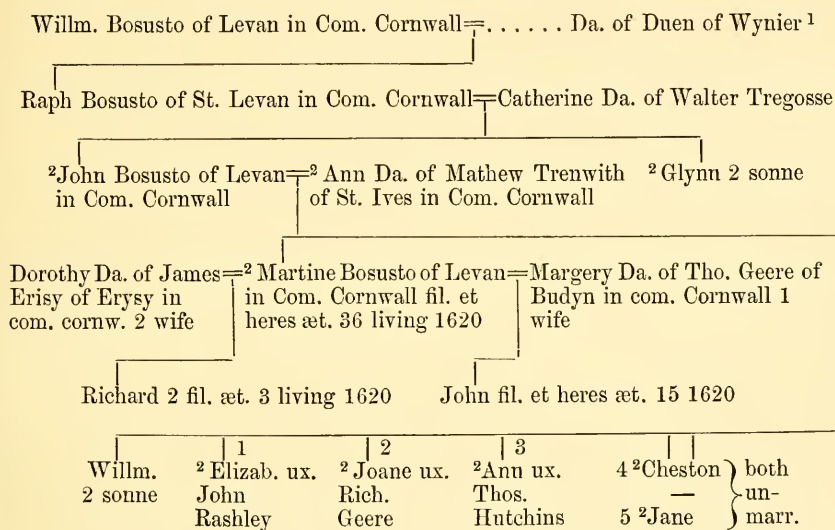 Willm. Bosusto of Levan in Com. Cornwall=...... Da. of Duen of Wynier ¹
Raph Bosusto of St. Levan in Com. Cornwall=Catherine Da. of Walter Tregosse
²John Bosusto of Levan=² Ann Da. of Mathew Trenwith ² Glynn 2 sonne
in Com. Cornwall of St. Ives in Com. Cornwall
Dorothy Da. of James=² Martine Bosusto of Levan=Margery Da. of Tho. Geere of
Erisy of Erysy in in Com. Cornwall fil. et Budyn in com. Cornwall 1
com. cornw. 2 wife heres æt. 36 living 1620 wife
Richard 2 fil. æt. 3 living 1620 John fil. et heres æt. 15 1620
1 2 3
Willm. ² Elizab. ux. ² Joane ux. ²Ann ux. 4 ²Cheston } both
2 sonne John Rich. Thos. — un-
Rashley Geere Hutchins 5 ²Jane marr.